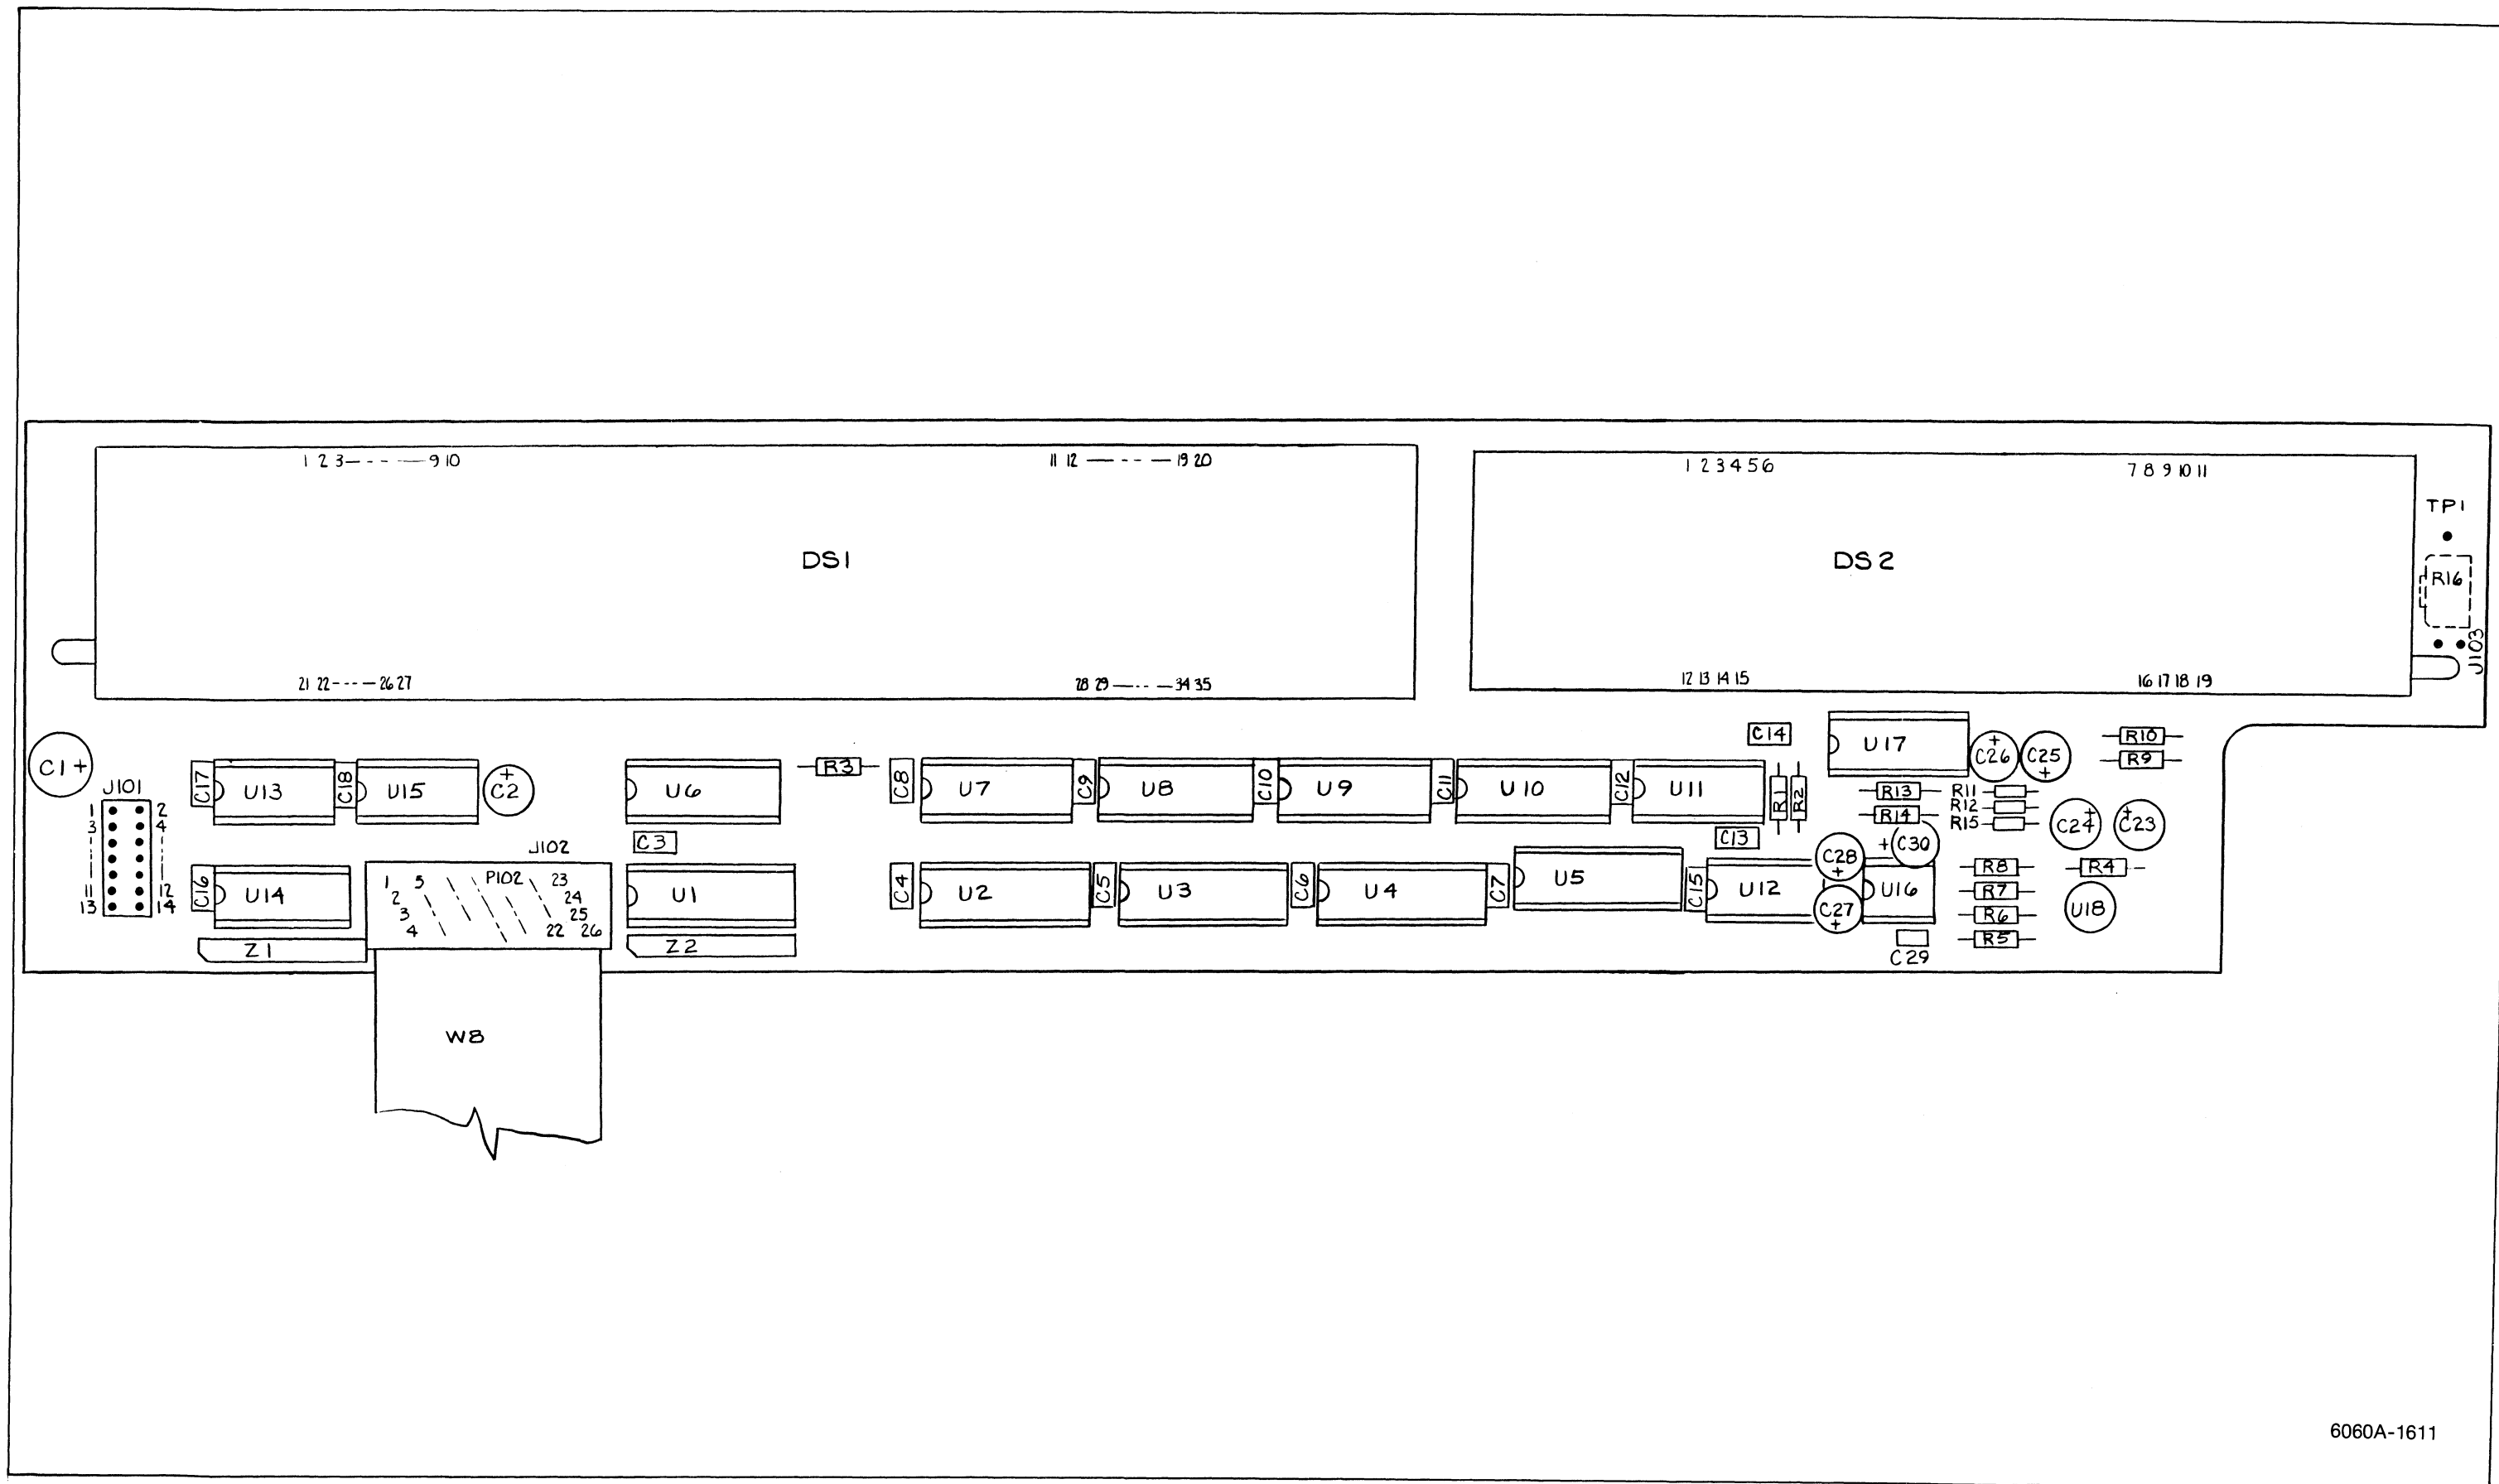 1 2 3 - - - - 9 10
11 12 - - - - 19 20
1 2 3 4 5 6
7 8 9 10 11
TP1
DS1
DS2
R16
J103
21 22 - - - - 26 27
28 29 - - - - 34 35
12 13 14 15
16 17 18 19
C14
U17
C26
+
C25
+
R10
R9
C1 +
C17
U13
C18
U15
C2
+
U6
R3
C8
U7
C9
U8
C10
U9
C11
U10
C12
U11
R1
R2
R13
R14
R11
R12
R15
C24
+
C23
+
J101
1
2
3
4
11
12
13
14
C3
C13
C28
+
+
C30
J102
P102
1
2
3
4
5
22
23
24
25
26
C16
U14
U1
C4
U2
C5
U3
C6
U4
C7
U5
C15
U12
C27
+
U16
R8
R7
R6
R5
R4
U18
Z1
Z2
C29
W8
6060A-1611